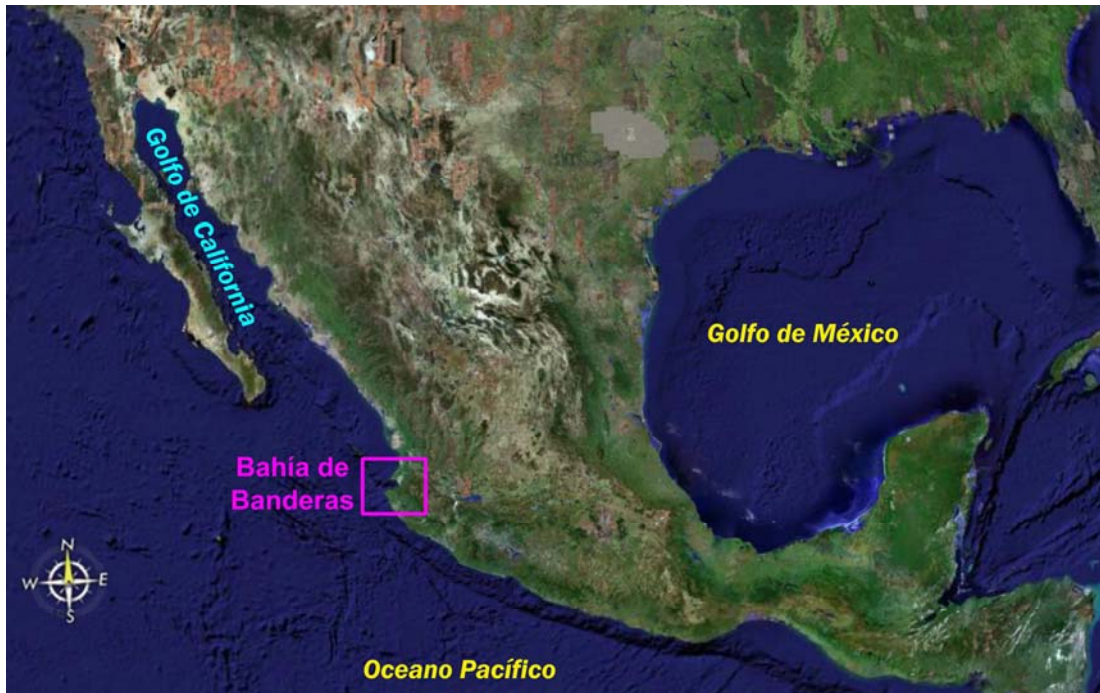 Golfo de California
Golfo de México
Bahía de
Banderas
N
W E
S
Oceano Pacífico